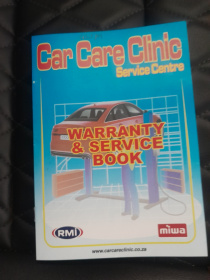 Car Care Clinic
Service Centre
WARRANTY
& SERVICE
BOOK
RMI
miwa
www.carcareclinic.co.za